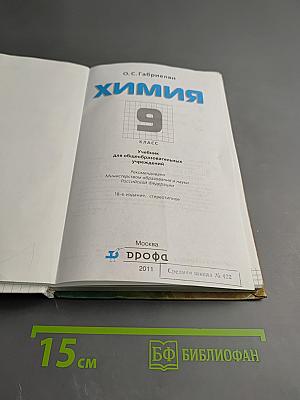 О. С. Габриелян
ХИМИЯ
9
КЛАСС
Учебник
для общеобразовательных
учреждений
Рекомендовано
Министерством образования и науки
Российской Федерации
18-е издание, стереотипное
Москва
ДРОФА
2011
Средняя школа № 422
15 см
БФ БИБЛИОФАН